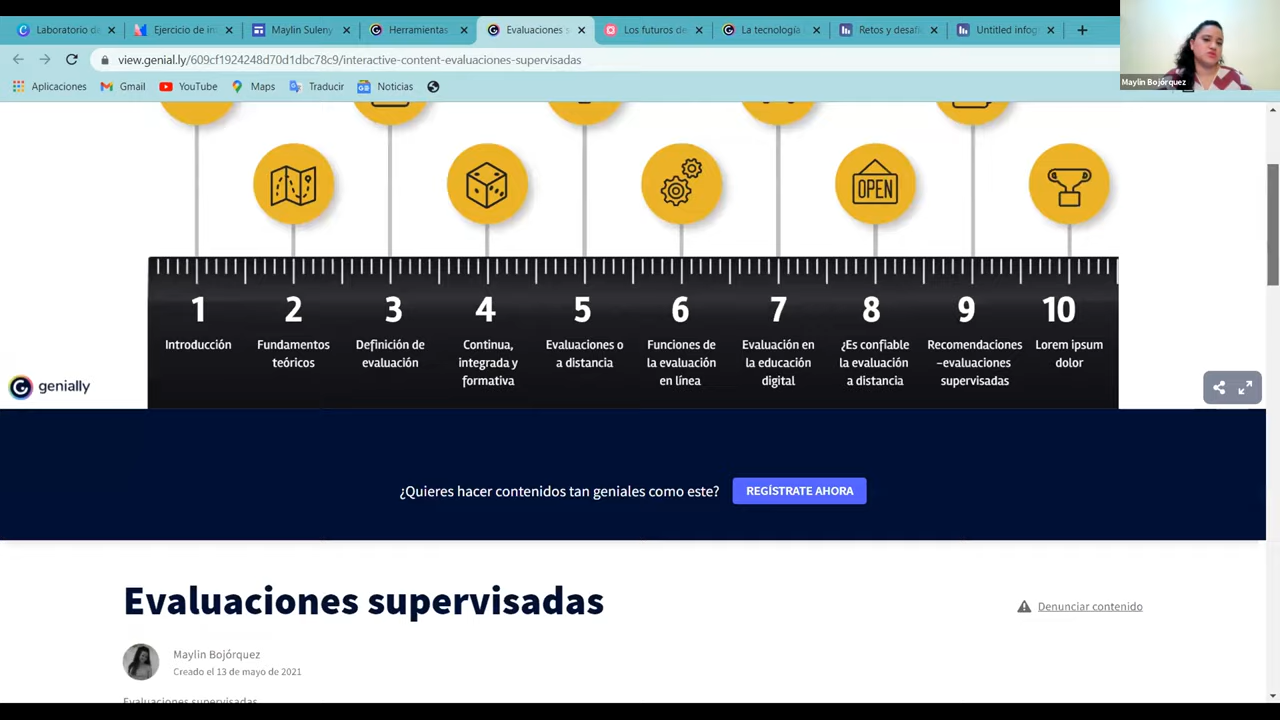 Laboratorio d
Ejercicio de in
Maylin Suleny
Herramientas
Evaluaciones s
Los futuros de
La tecnología
Retos y desafí
Untitled infog
view.genial.ly/609cf1924248d70d1dbc78c9/interactive-content-evaluaciones-supervisadas
Maylin Bojórquez
Aplicaciones
Gmail
YouTube
Maps
Traducir
Noticias
OPEN
1
2
3
4
5
6
7
8
9
10
Introducción
Fundamentos
teóricos
Definición de
evaluación
Continua,
integrada y
formativa
Evaluaciones o
a distancia
Funciones de
la evaluación
en línea
Evaluación en
la educación
digital
¿Es confiable
la evaluación
a distancia
Recomendaciones
-evaluaciones
supervisadas
Lorem ipsum
dolor
genially
¿Quieres hacer contenidos tan geniales como este?
REGÍSTRATE AHORA
Evaluaciones supervisadas
Denunciar contenido
Maylin Bojórquez
Creado el 13 de mayo de 2021
Evaluaciones supervisadas